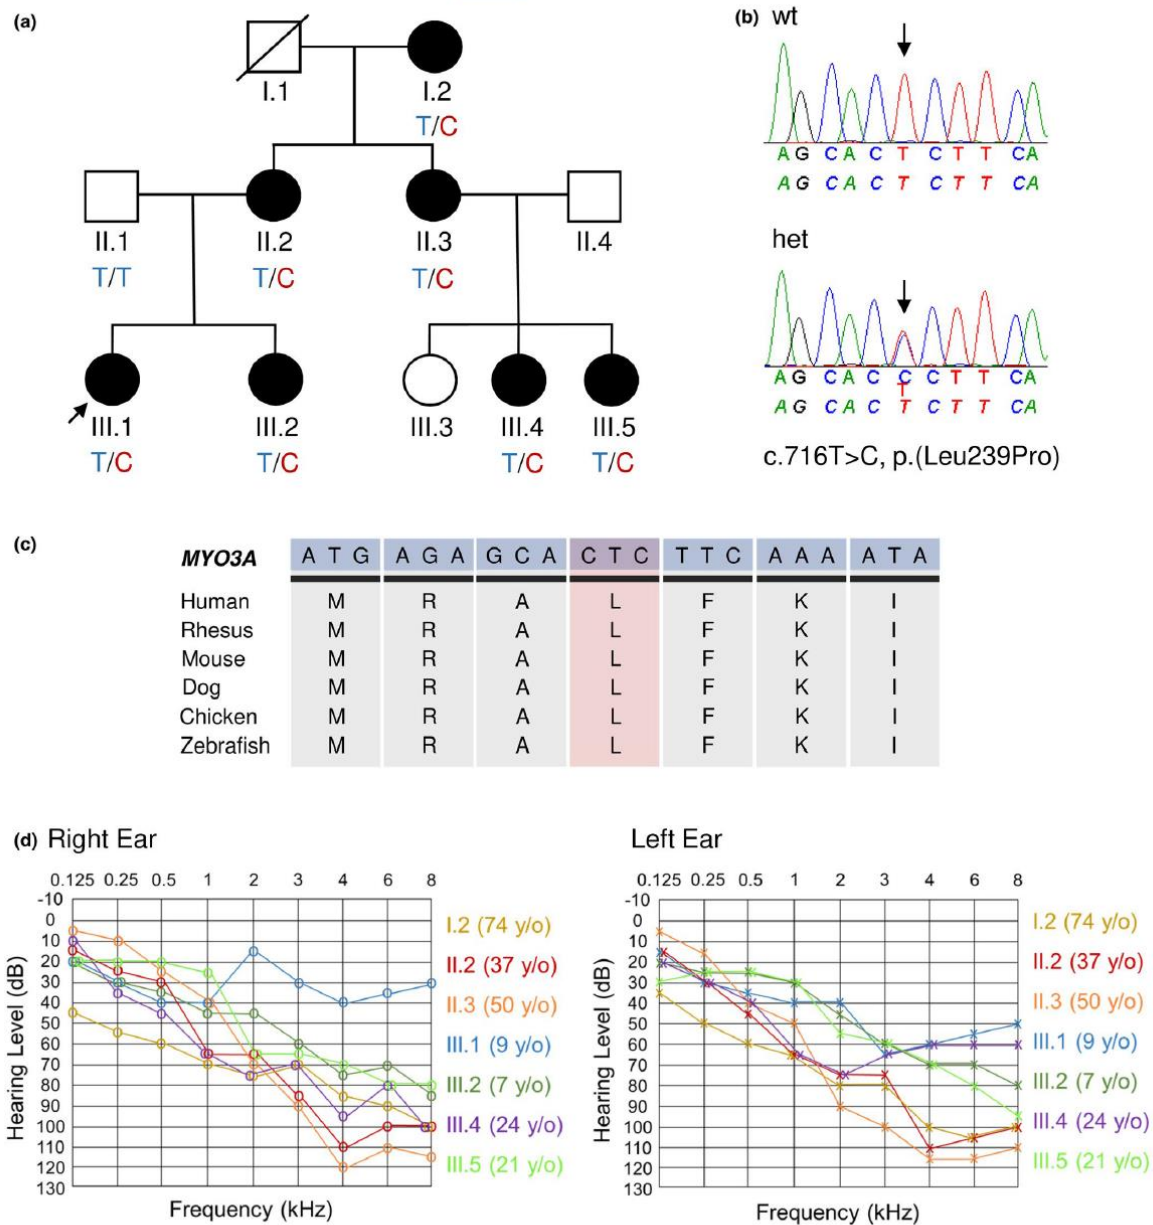 (a)
I.1
I.2
T/C
II.1
II.2
II.3
II.4
T/T
T/C
T/C
III.1
III.2
III.3
III.4
III.5
T/C
T/C
T/C
T/C
(b) wt
A G C A C T C T T C A
A G C A C T C T T C A
het
A G C A C C C T T C A
T
A G C A C T C T T C A
c.716T>C, p.(Leu239Pro)
(c)
MYO3A A T G A G A G C A C T C T T C A A A A T A
Human M R A L F K I
Rhesus M R A L F K I
Mouse M R A L F K I
Dog M R A L F K I
Chicken M R A L F K I
Zebrafish M R A L F K I
(d) Right Ear
0.125 0.25 0.5 1 2 3 4 6 8
-10
0
10
20
30
40
50
60
70
80
90
100
110
120
130
Hearing Level (dB)
Frequency (kHz)
I.2 (74 y/o)
II.2 (37 y/o)
II.3 (50 y/o)
III.1 (9 y/o)
III.2 (7 y/o)
III.4 (24 y/o)
III.5 (21 y/o)
Left Ear
0.125 0.25 0.5 1 2 3 4 6 8
-10
0
10
20
30
40
50
60
70
80
90
100
110
120
130
Hearing Level (dB)
Frequency (kHz)
I.2 (74 y/o)
II.2 (37 y/o)
II.3 (50 y/o)
III.1 (9 y/o)
III.2 (7 y/o)
III.4 (24 y/o)
III.5 (21 y/o)